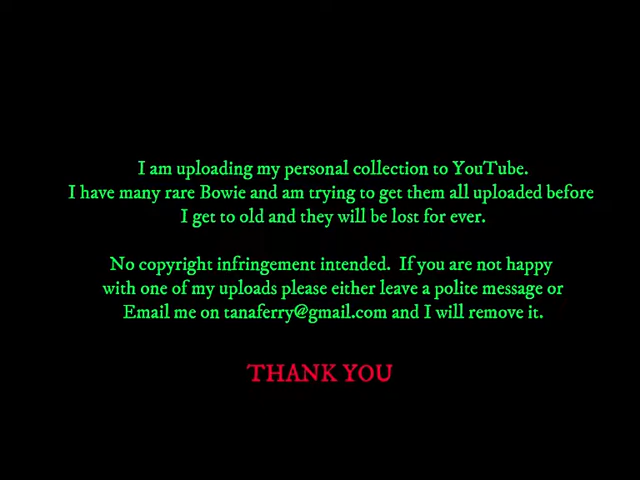 I am uploading my personal collection to YouTube.
I have many rare Bowie and am trying to get them all uploaded before
I get to old and they will be lost for ever.
No copyright infringement intended.  If you are not happy
with one of my uploads please either leave a polite message or
Email me on tanaferry@gmail.com and I will remove it.
THANK YOU